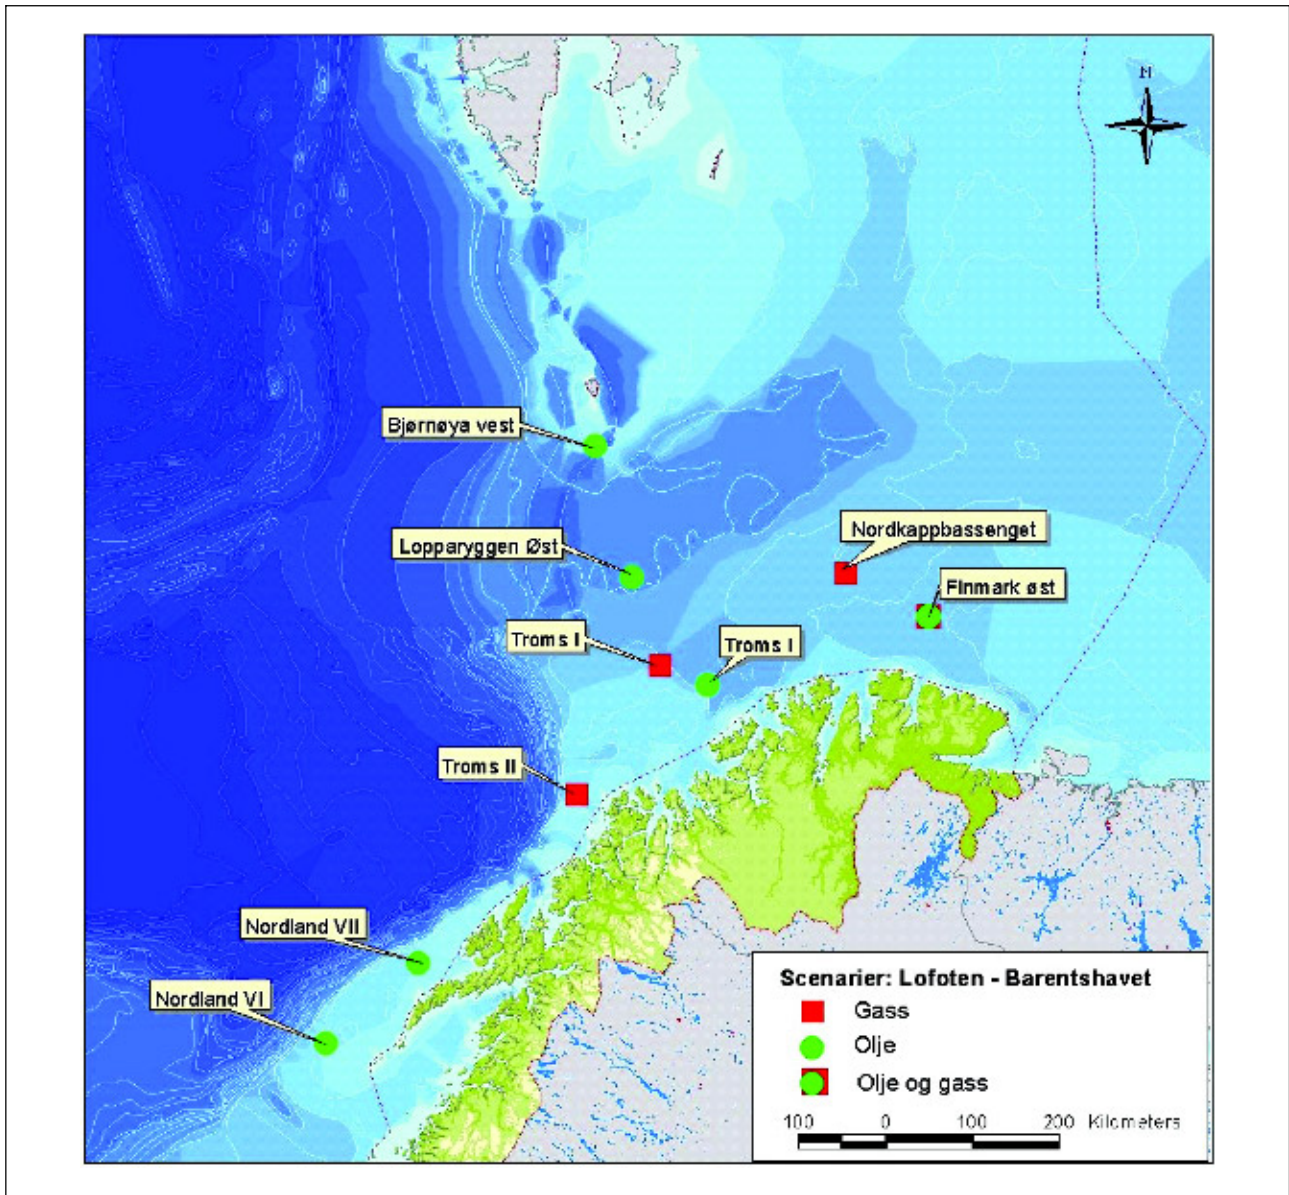 N
Bjørnøya vest
Lopparyggen Øst
Nordkappbassenget
Finmark øst
Troms I
Troms I
Troms II
Nordland VII
Nordland VI
Scenarier: Lofoten - Barentshavet
Gass
Olje
Olje og gass
100 0 100 200 Kilometers